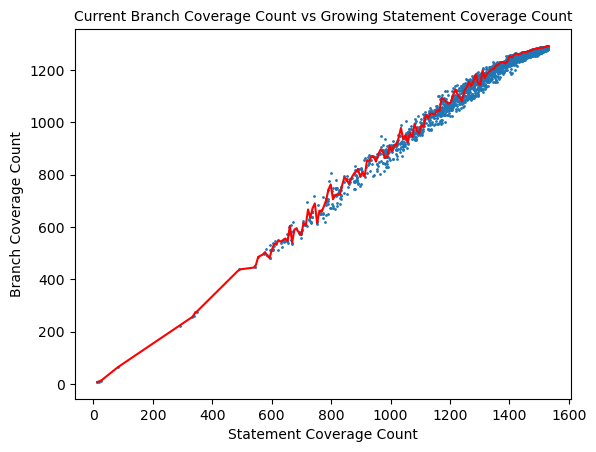 Current Branch Coverage Count vs Growing Statement Coverage Count
Branch Coverage Count
1200
1000
800
600
400
200
0
0 200 400 600 800 1000 1200 1400 1600
Statement Coverage Count